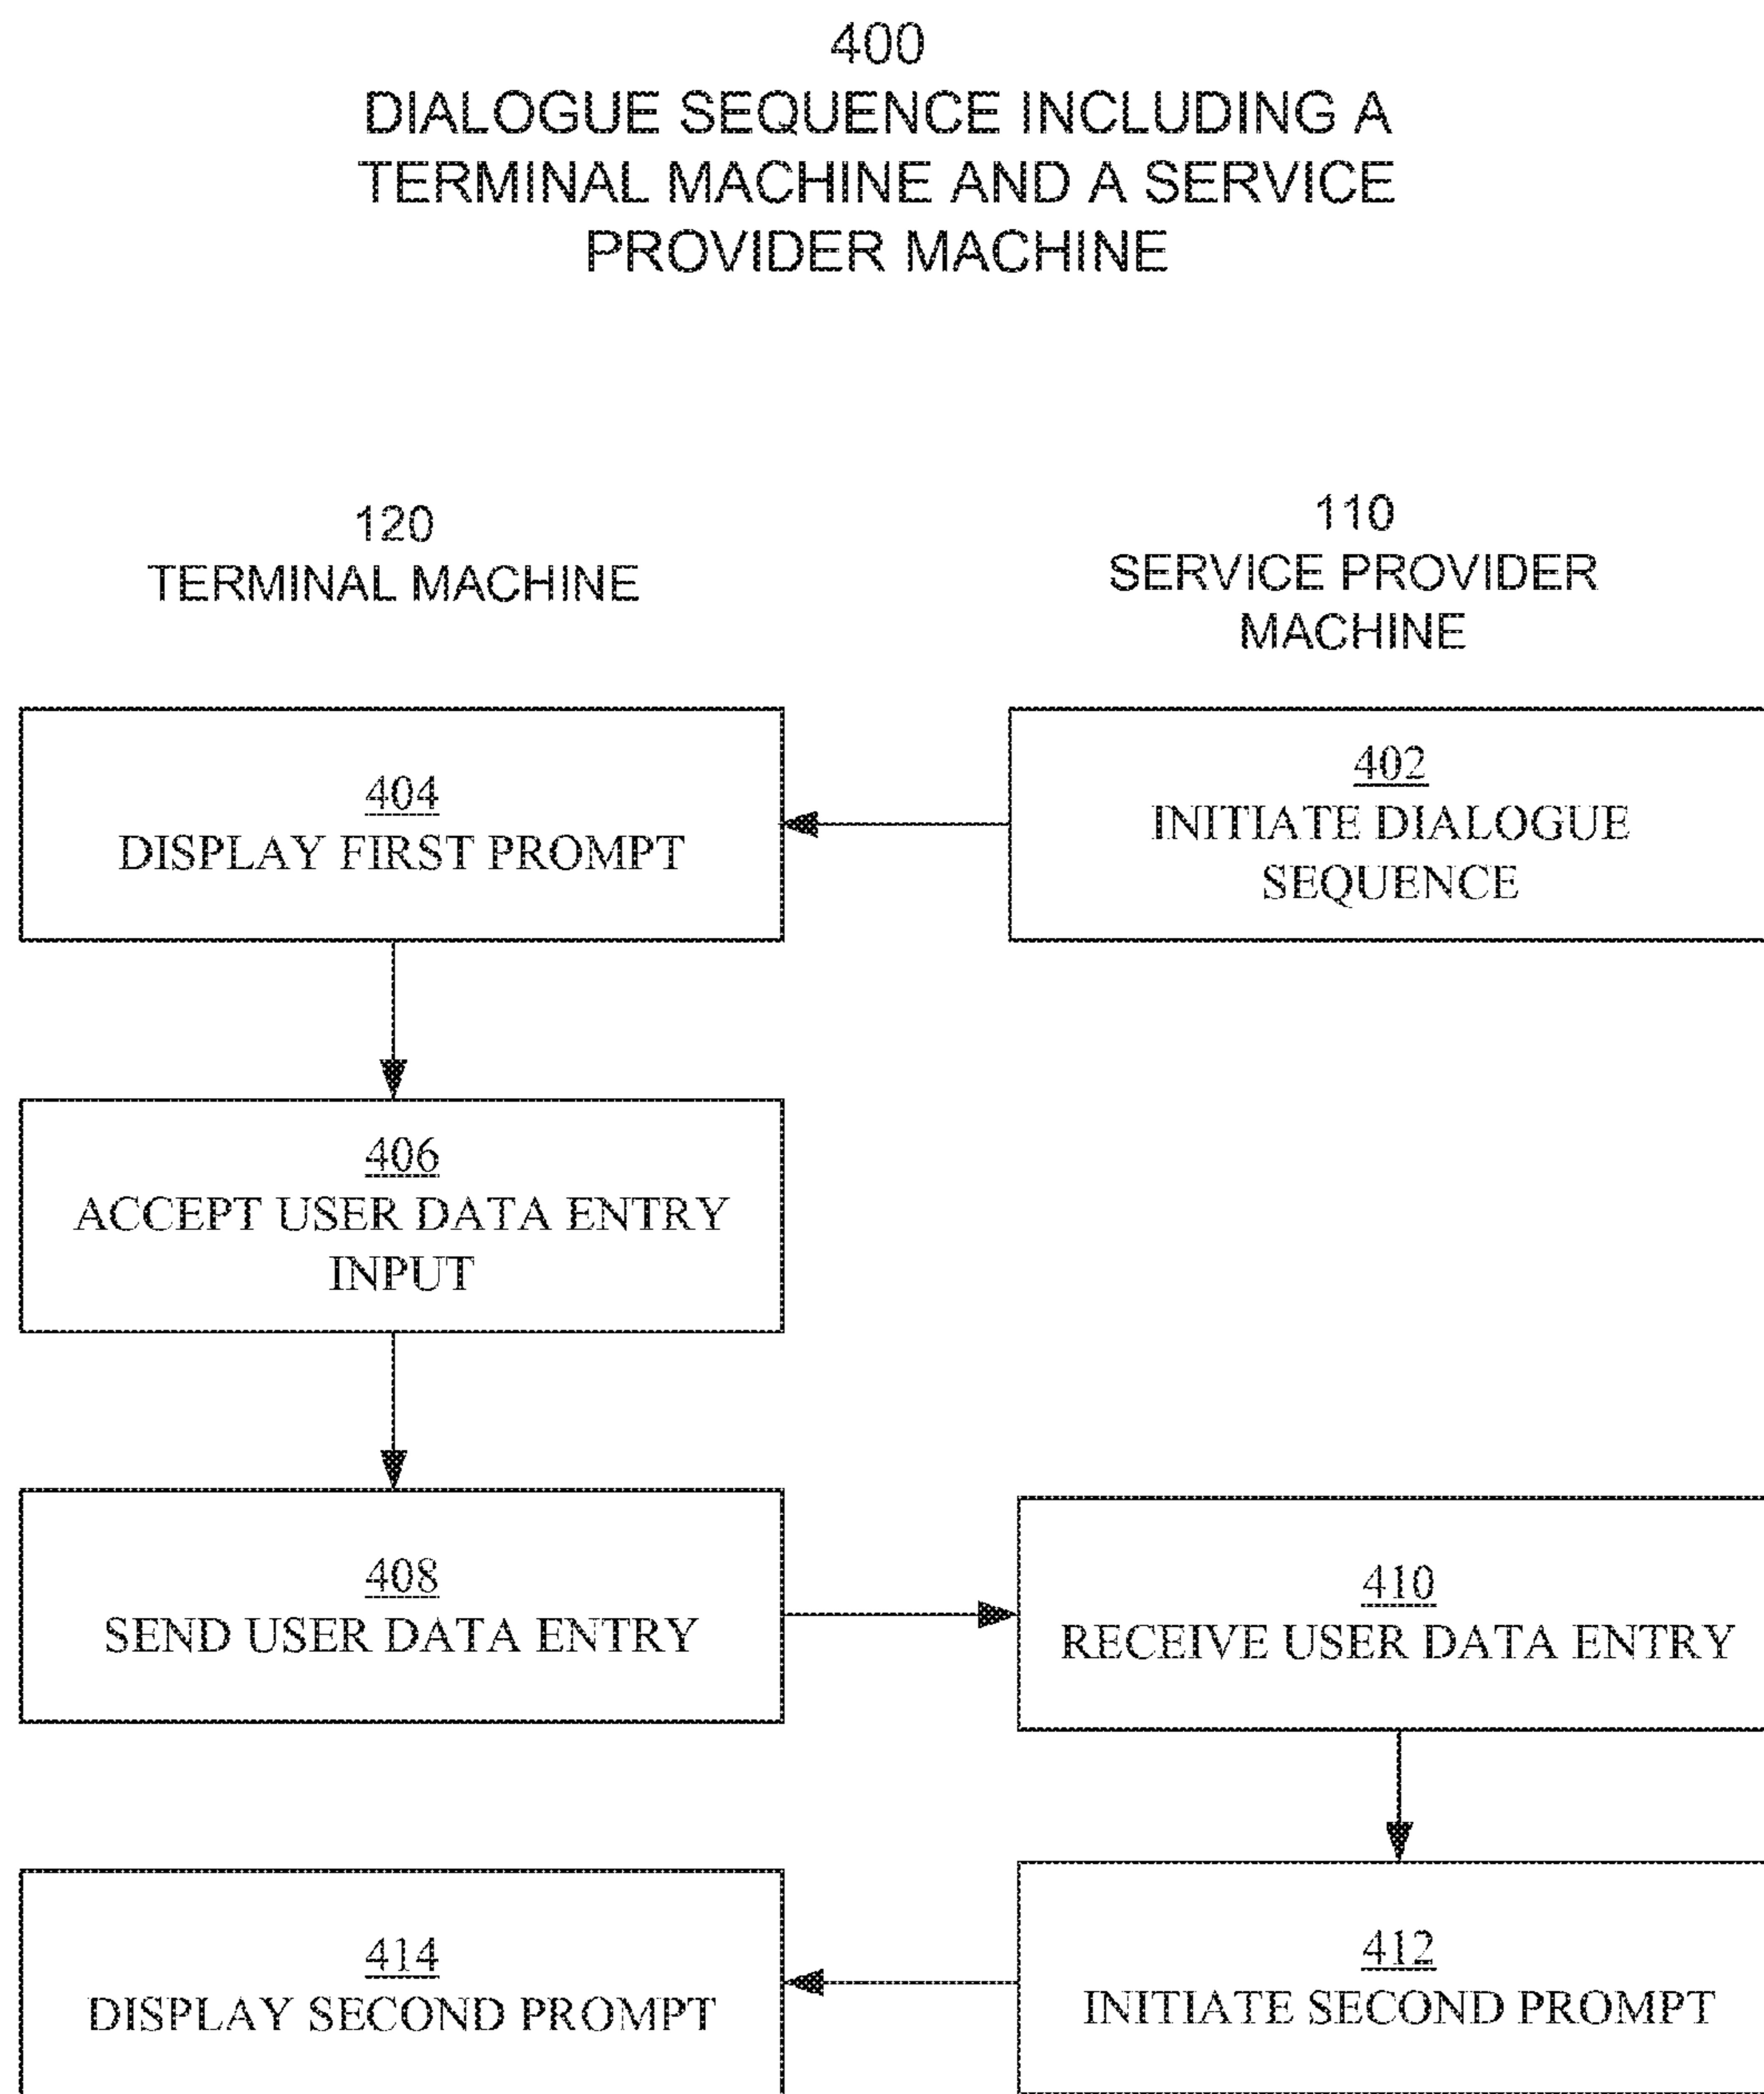 400
DIALOGUE SEQUENCE INCLUDING A
TERMINAL MACHINE AND A SERVICE
PROVIDER MACHINE
120
TERMINAL MACHINE
110
SERVICE PROVIDER
MACHINE
404
DISPLAY FIRST PROMPT
402
INITIATE DIALOGUE
SEQUENCE
406
ACCEPT USER DATA ENTRY
INPUT
408
SEND USER DATA ENTRY
410
RECEIVE USER DATA ENTRY
414
DISPLAY SECOND PROMPT
412
INITIATE SECOND PROMPT